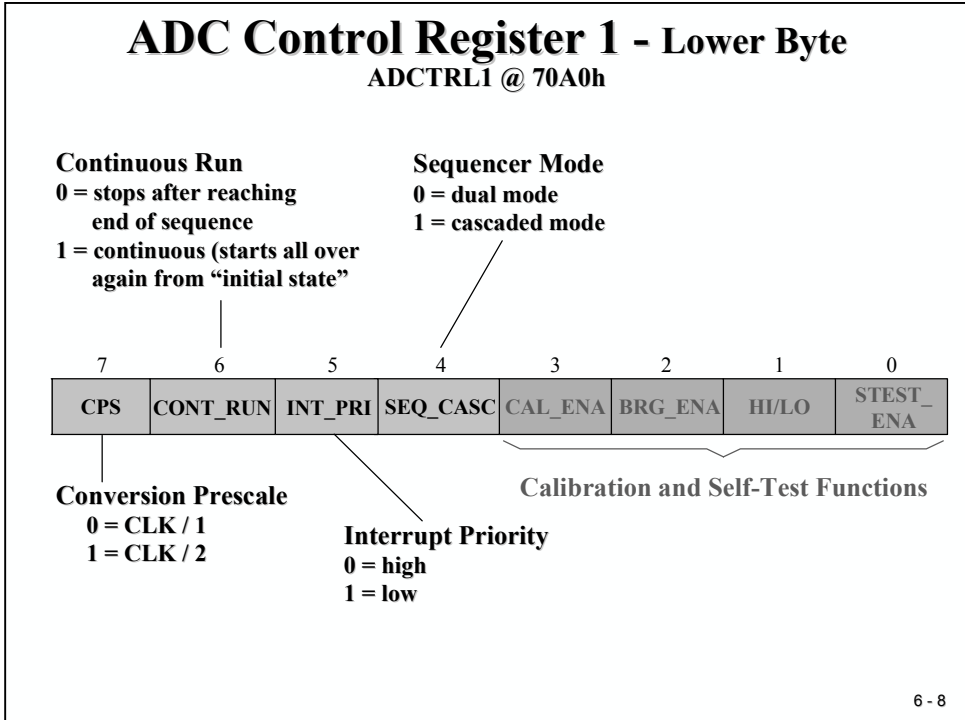 ADC Control Register 1 - Lower Byte
ADCTRL1 @ 70A0h
Continuous Run
0 = stops after reaching
end of sequence
1 = continuous (starts all over
again from “initial state”
Sequencer Mode
0 = dual mode
1 = cascaded mode
7 6 5 4 3 2 1 0
CPS CONT_RUN INT_PRI SEQ_CASC CAL_ENA BRG_ENA HI/LO STEST_
ENA
Calibration and Self-Test Functions
Conversion Prescale
0 = CLK / 1
1 = CLK / 2
Interrupt Priority
0 = high
1 = low
6 - 8